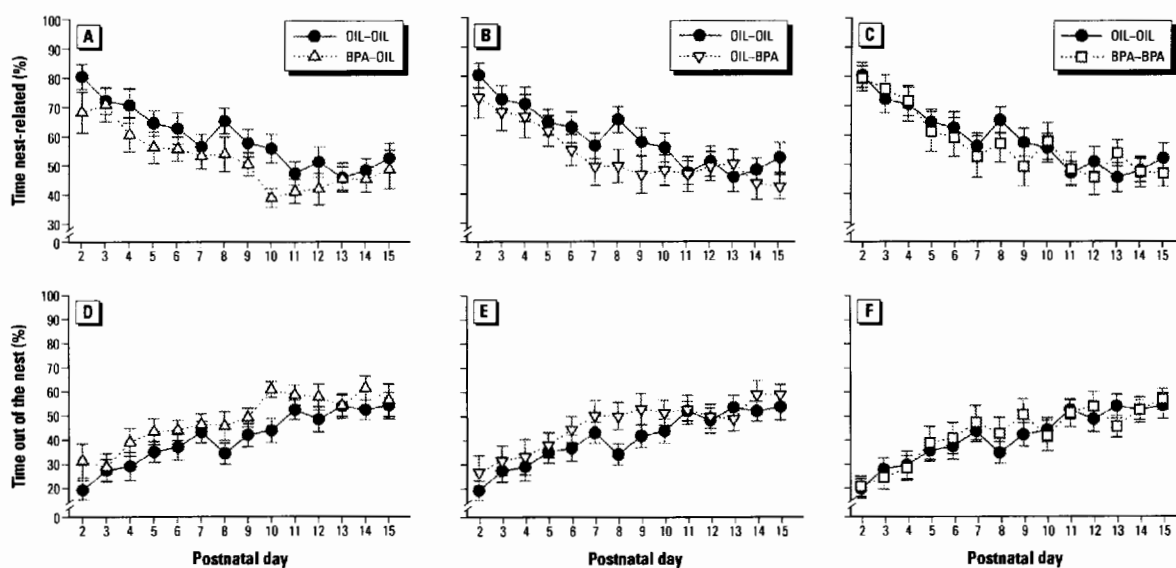 A
OIL–OIL
BPA–OIL
B
OIL–OIL
OIL–BPA
C
OIL–OIL
BPA–BPA
Time nest-related (%)
100
90
80
70
60
50
40
30
0
2 3 4 5 6 7 8 9 10 11 12 13 14 15
2 3 4 5 6 7 8 9 10 11 12 13 14 15
2 3 4 5 6 7 8 9 10 11 12 13 14 15
D
E
F
Time out of the nest (%)
100
90
80
70
60
50
40
30
20
0
2 3 4 5 6 7 8 9 10 11 12 13 14 15
2 3 4 5 6 7 8 9 10 11 12 13 14 15
2 3 4 5 6 7 8 9 10 11 12 13 14 15
Postnatal day
Postnatal day
Postnatal day